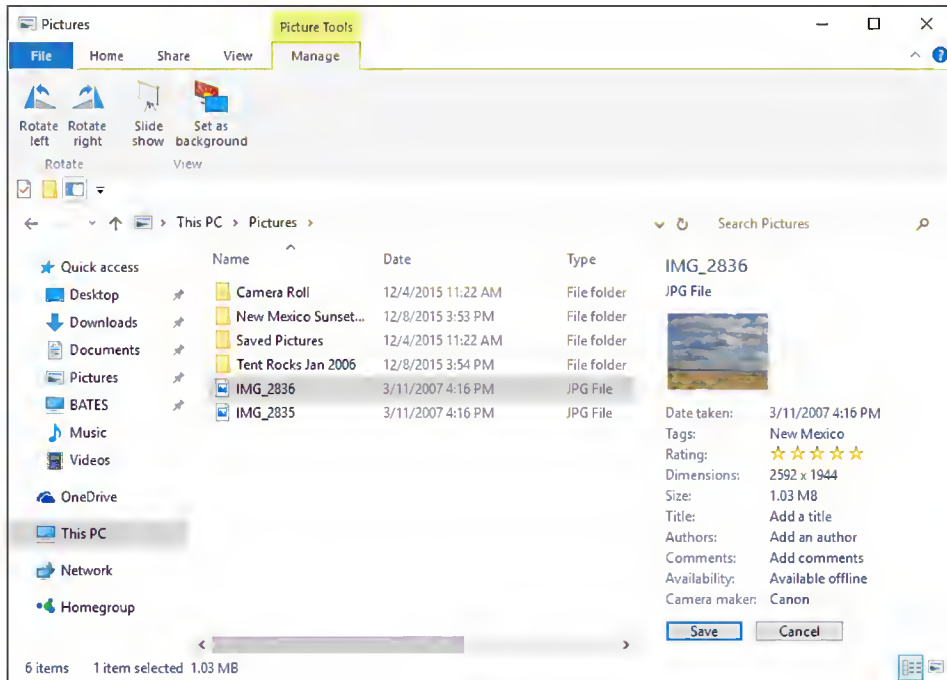 Pictures
Picture Tools
File Home Share View Manage
Rotate left
Rotate right
Slide show
Set as background
Rotate
View
This PC > Pictures >
Search Pictures
Quick access
Desktop
Downloads
Documents
Pictures
BATES
Music
Videos
OneDrive
This PC
Network
Homegroup
Name Date Type
Camera Roll 12/4/2015 11:22 AM File folder
New Mexico Sunset... 12/8/2015 3:53 PM File folder
Saved Pictures 12/4/2015 11:22 AM File folder
Tent Rocks Jan 2006 12/8/2015 3:54 PM File folder
IMG_2836 3/11/2007 4:16 PM JPG File
IMG_2835 3/11/2007 4:16 PM JPG File
IMG_2836
JPG File
Date taken: 3/11/2007 4:16 PM
Tags: New Mexico
Rating:
Dimensions: 2592 x 1944
Size: 1.03 MB
Title: Add a title
Authors: Add an author
Comments: Add comments
Availability: Available offline
Camera maker: Canon
Save Cancel
6 items 1 item selected 1.03 MB